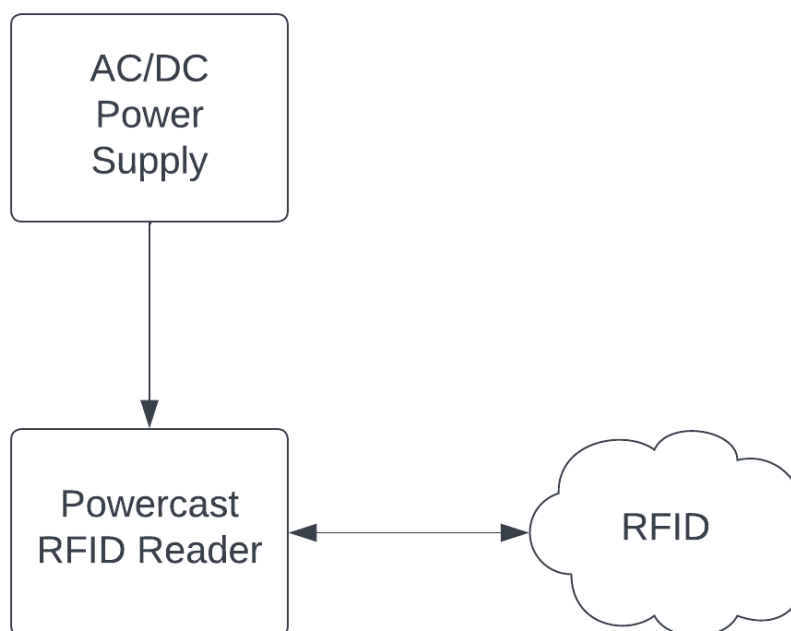 AC/DC
Power
Supply
Powercast
RFID Reader
RFID